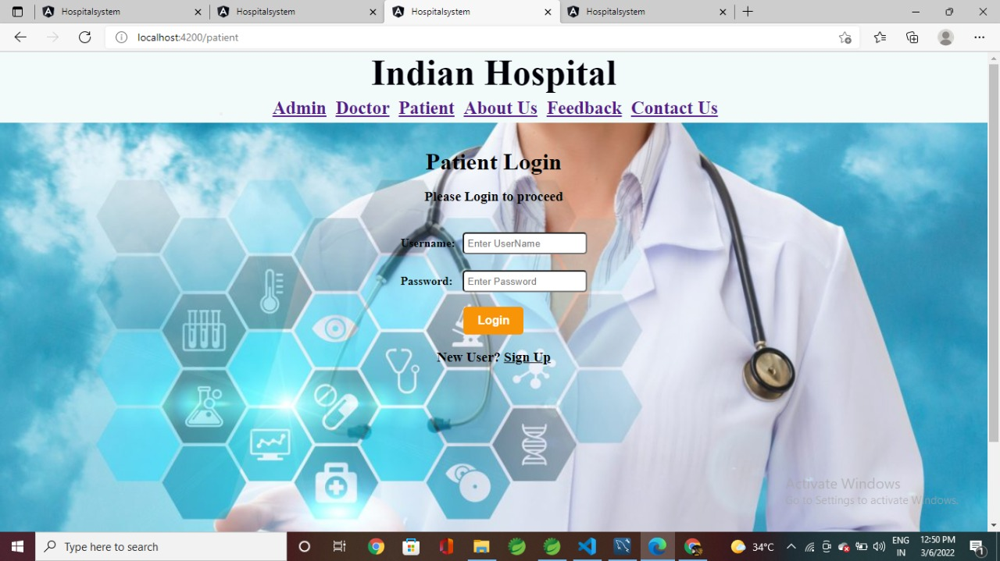 Hospitalsystem
Hospitalsystem
Hospitalsystem
Hospitalsystem
localhost:4200/patient
Indian Hospital
Admin Doctor Patient About Us Feedback Contact Us
Patient Login
Please Login to proceed
Username: Enter UserName
Password: Enter Password
Login
New User? Sign Up
Activate Windows
Go to Settings to activate Windows.
Type here to search
34°C
ENG
IN
12:50 PM
3/6/2022
1